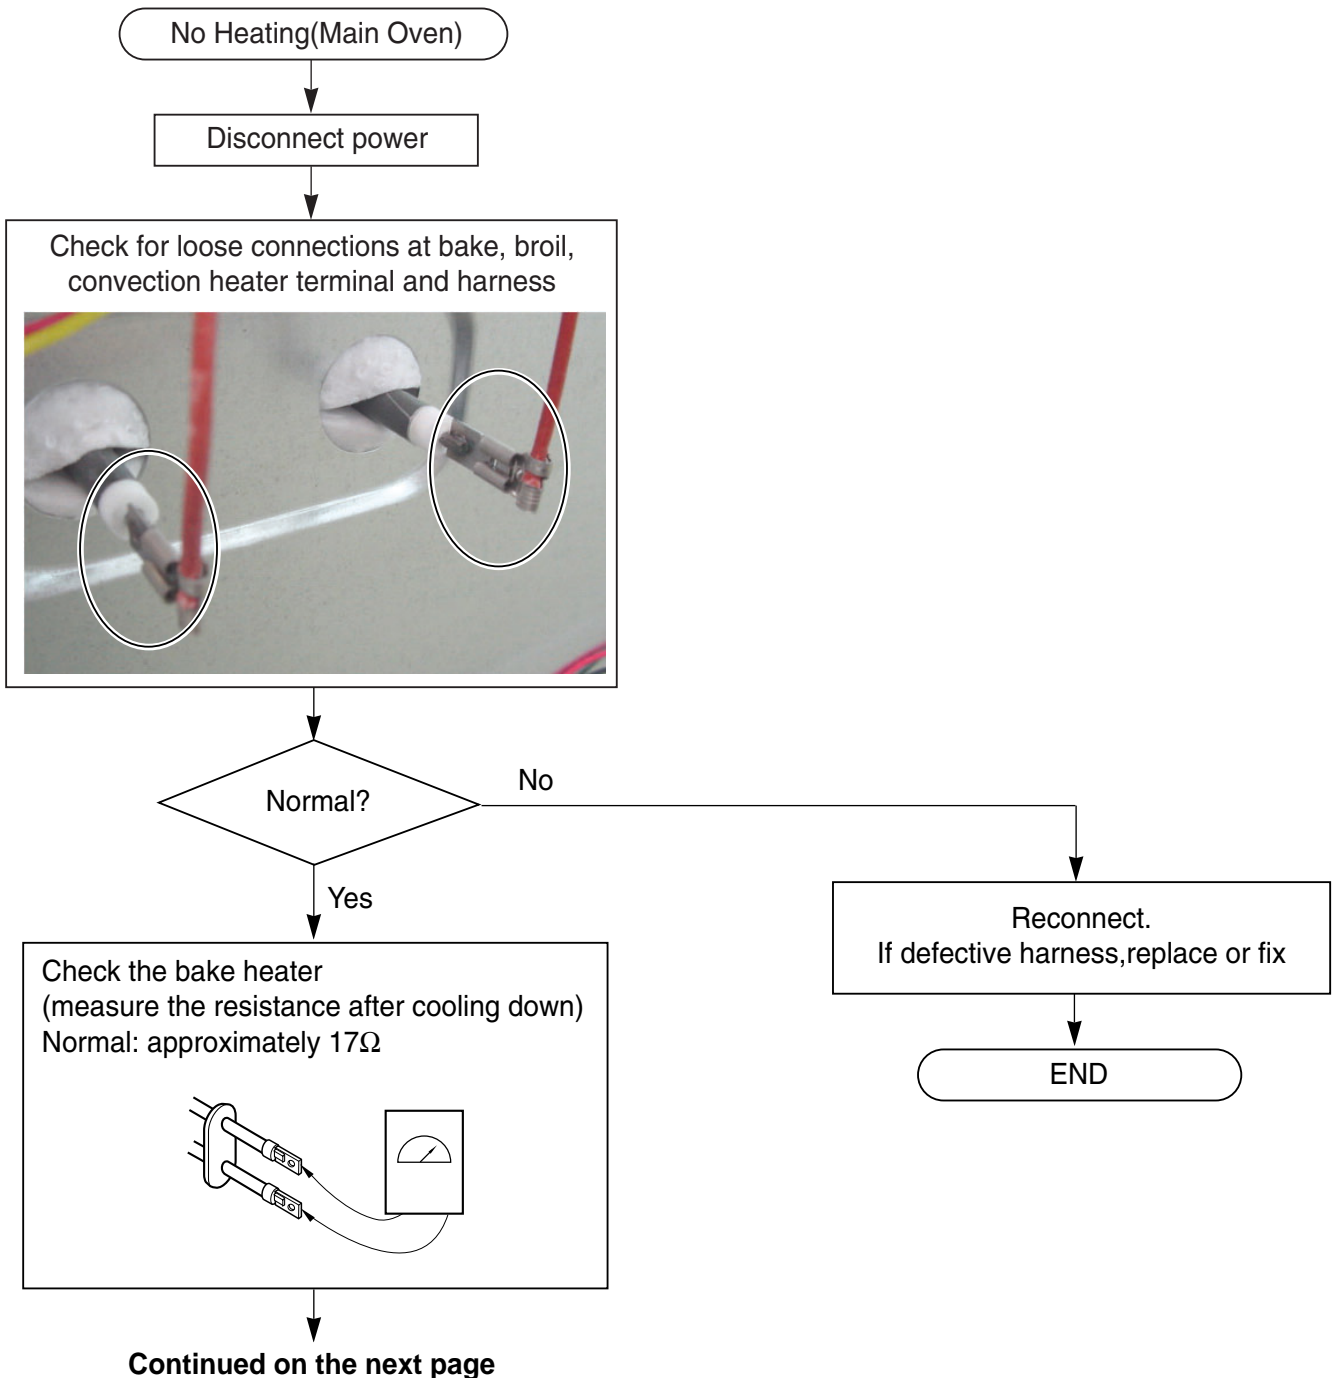 No Heating(Main Oven)
Disconnect power
Check for loose connections at bake, broil,
convection heater terminal and harness
Normal?
No
Yes
Reconnect.
If defective harness,replace or fix
END
Check the bake heater
(measure the resistance after cooling down)
Normal: approximately 17Ω
Continued on the next page